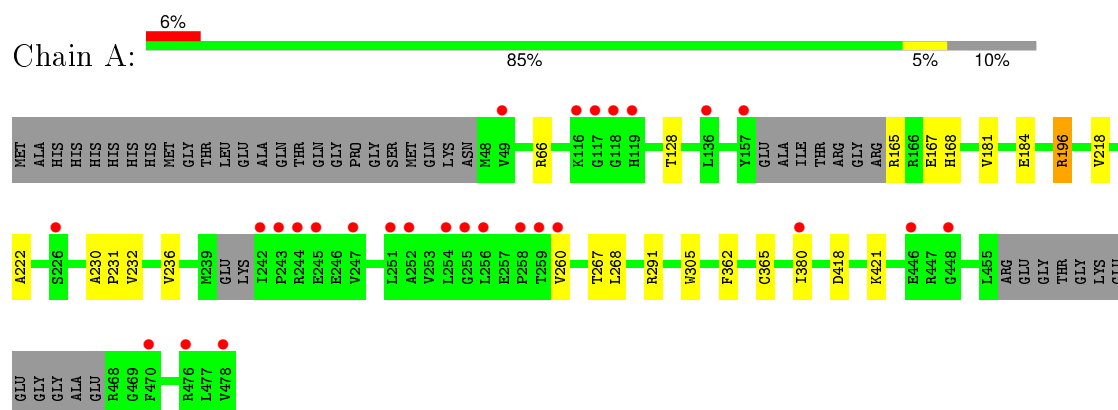 6%
Chain A:
85% 5% 10%
MET ALA HIS HIS HIS HIS HIS HIS MET GLY THR LEU GLU ALA GLN THR GLN GLY PRO GLY SER MET GLN LYS ASN M48 V49 R66 K116 G117 G118 H119 T128 L136 Y157 GLU ALA ILE THR ARG GLY ARG R165 R166 E167 H168 V181 E184 R196 V218
A222 S226 A230 P231 V232 V236 M239 GLU LYS I242 P243 R244 E245 E246 V247 L251 A252 V253 L254 G255 L256 E257 P258 T259 V260 T267 L268 R291 W305 F362 C365 I380 D418 K421 E446 R447 G448 L455 ARG GLU GLY THR GLY LYS GLU
GLU GLY GLY ALA GLU R468 G469 F470 R476 L477 V478